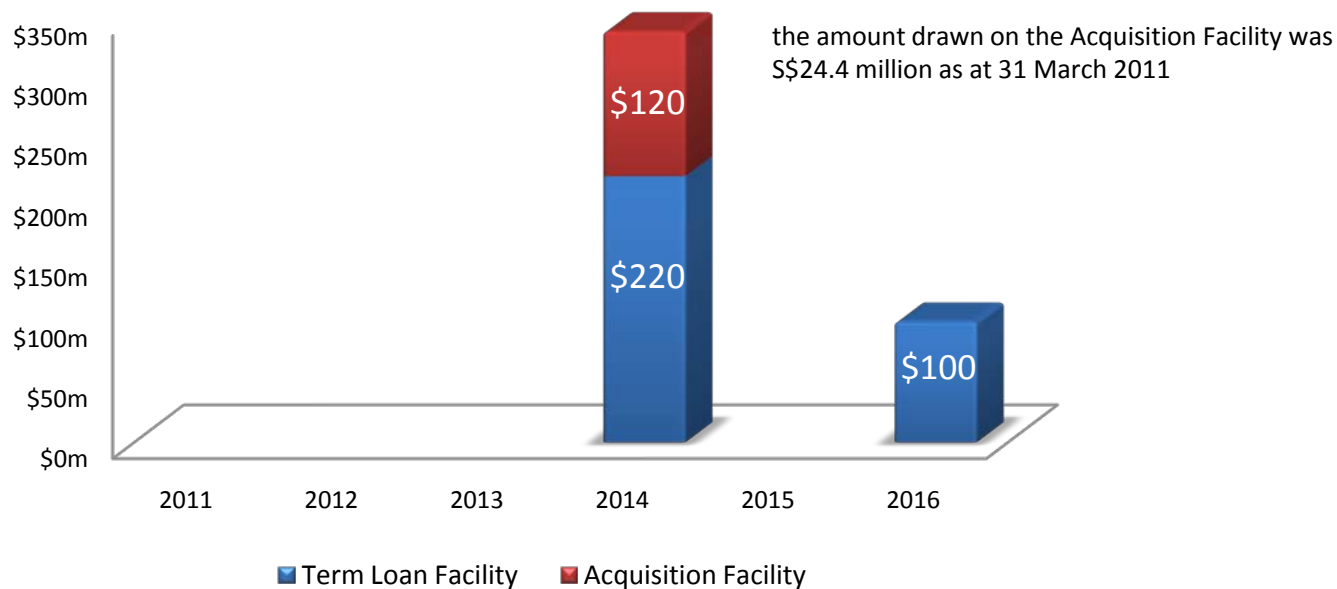 the amount drawn on the Acquisition Facility was
S$24.4 million as at 31 March 2011
$350m
$300m
$250m
$200m
$150m
$100m
$50m
$0m
$120
$220
$100
2011 2012 2013 2014 2015 2016
Term Loan Facility Acquisition Facility